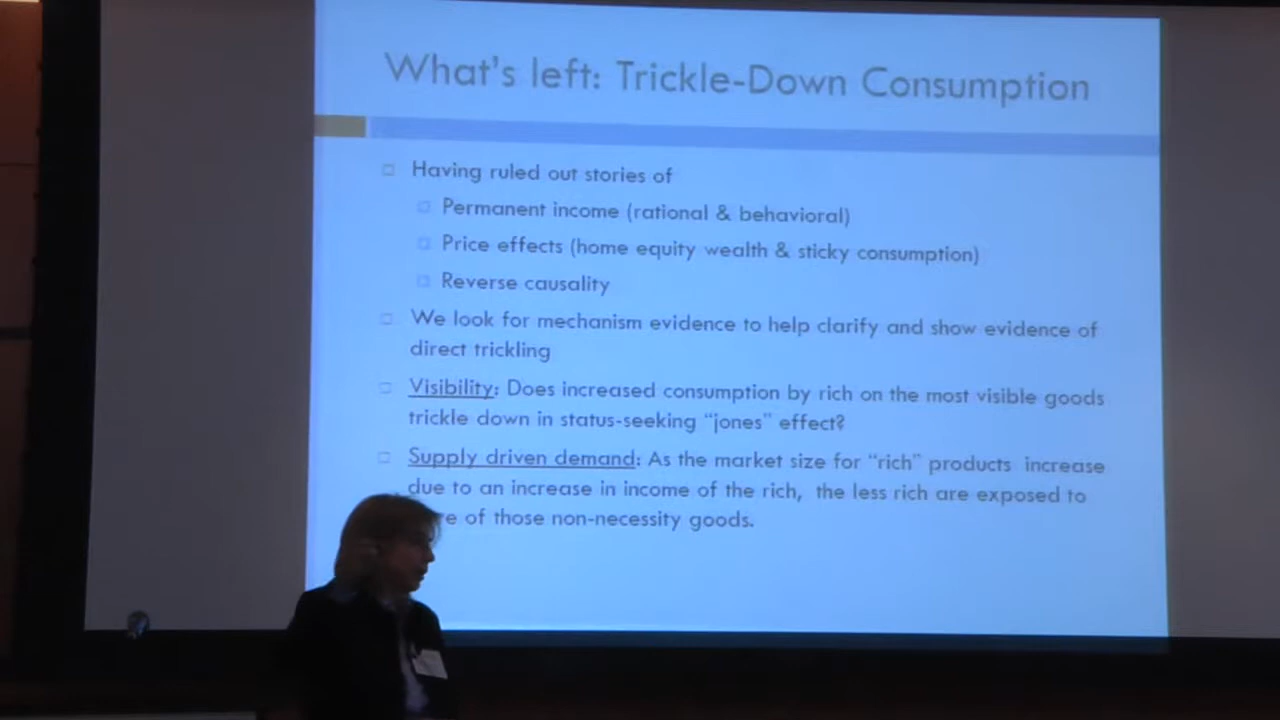 What's left: Trickle-Down Consumption
Having ruled out stories of
Permanent income (rational & behavioral)
Price effects (home equity wealth & sticky consumption)
Reverse causality
We look for mechanism evidence to help clarify and show evidence of
direct trickling
Visibility: Does increased consumption by rich on the most visible goods
trickle down in status-seeking “jones” effect?
Supply driven demand: As the market size for “rich” products increase
due to an increase in income of the rich, the less rich are exposed to
of those non-necessity goods.